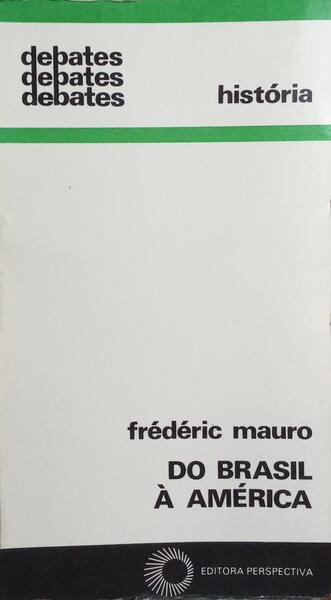 debates
debates
debates
história
frédéric mauro
DO BRASIL
À AMÉRICA
EDITORA PERSPECTIVA